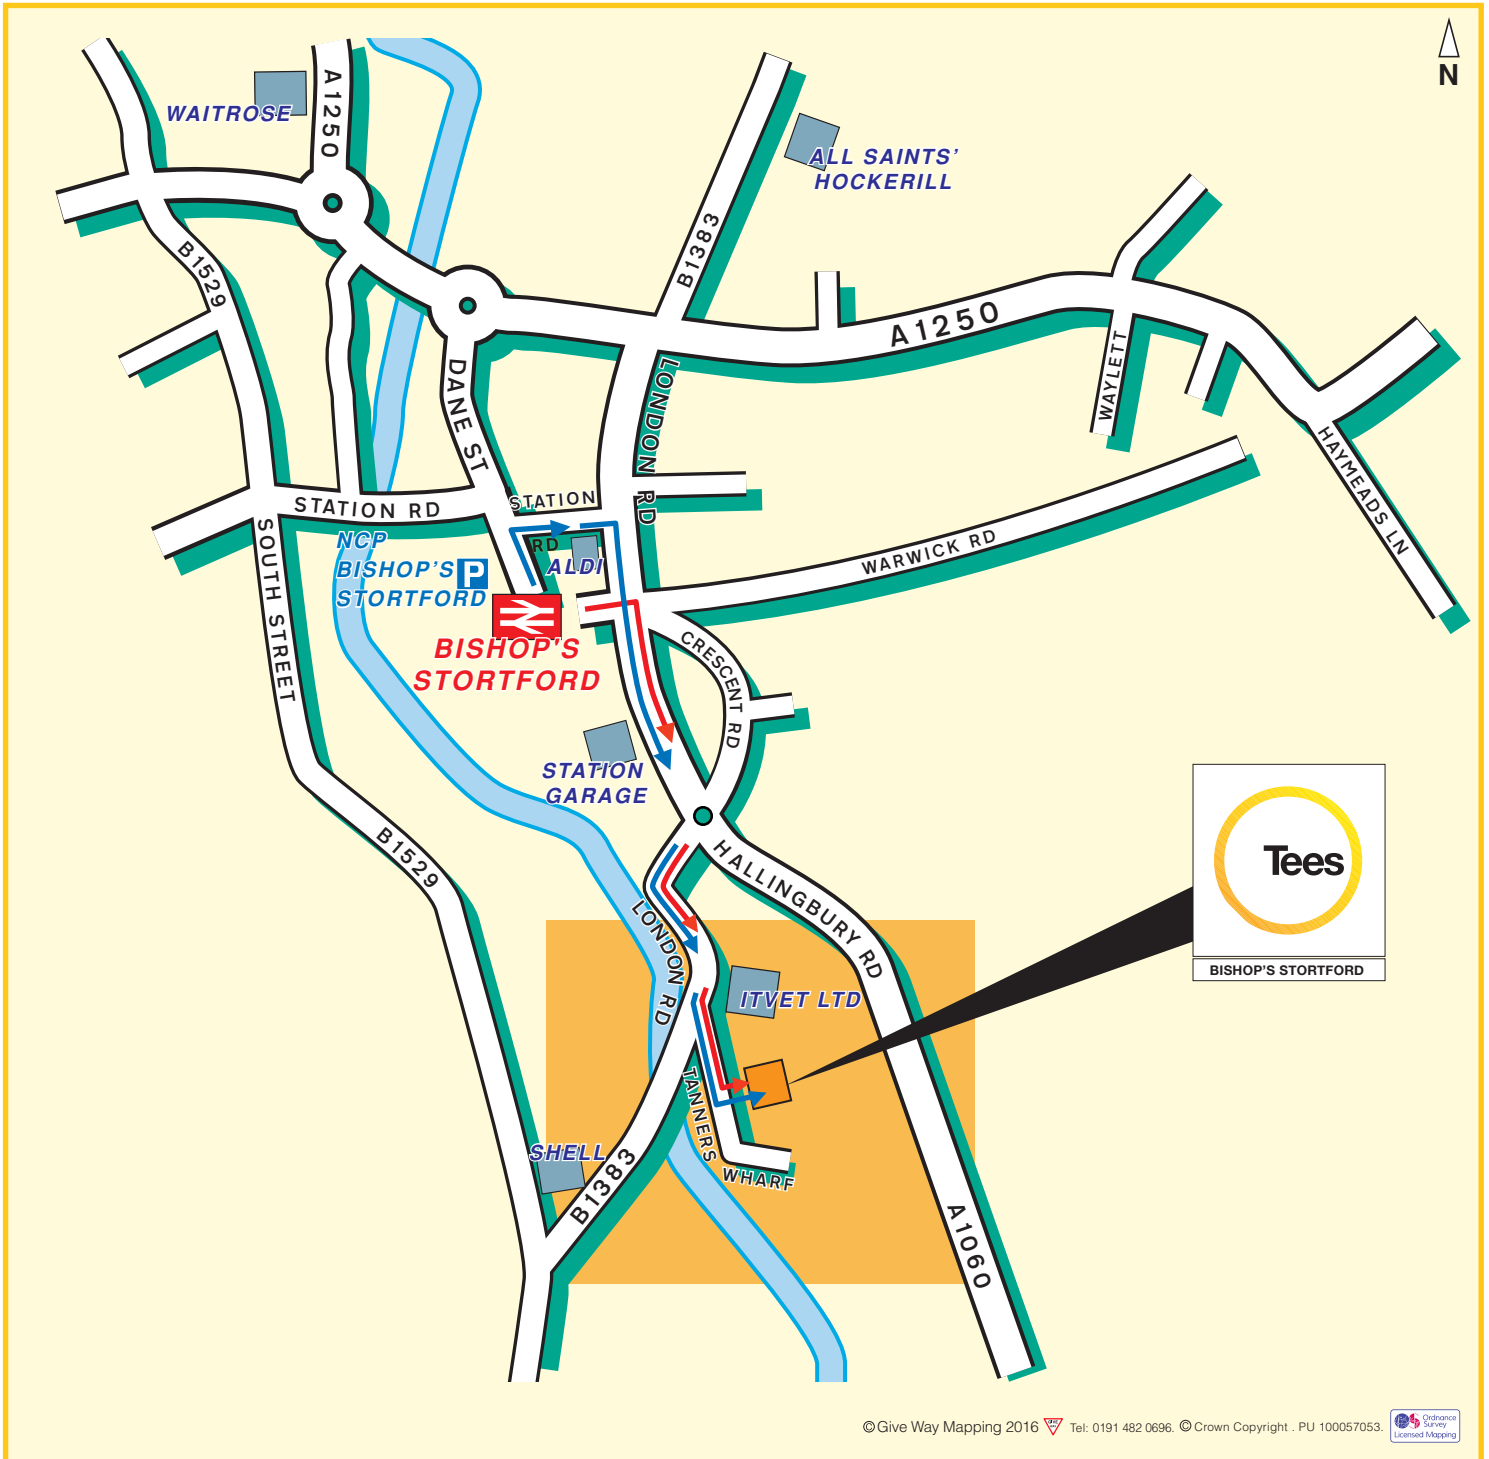 N
A1250
WAITROSE
ALL SAINTS'
HOCKERILL
B1383
B1529
A1250
WAYLETT
HAYMEADS LN
DANE ST
LONDON RD
STATION RD
STATION
RD
SOUTH STREET
NCP
BISHOP'S P
STORTFORD
ALDI
WARWICK RD
BISHOP'S
STORTFORD
CRESCENT RD
STATION
GARAGE
B1529
HALLINGBURY RD
Tees
BISHOP'S STORTFORD
LONDON RD
ITVET LTD
TANNERS
WHARF
SHELL
B1383
A1060
©Give Way Mapping 2016 Tel: 0191 482 0696. © Crown Copyright . PU 100057053.
Ordnance
Survey
Licensed Mapping